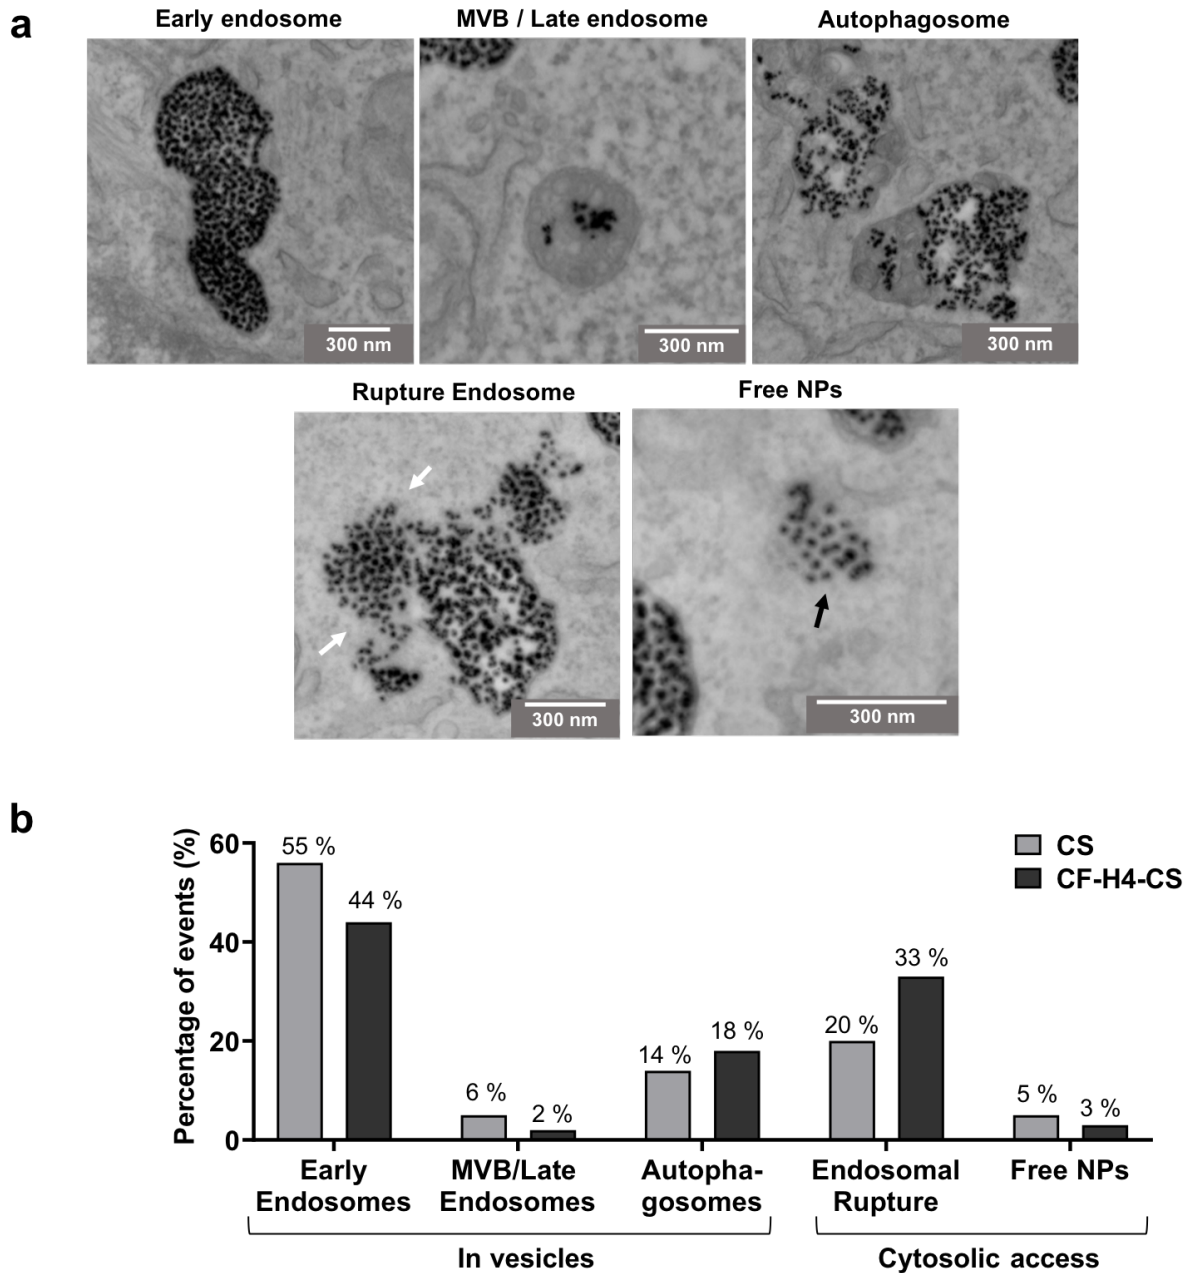 a
Early endosome
MVB / Late endosome
Autophagosome
300 nm
300 nm
300 nm
Rupture Endosome
Free NPs
300 nm
300 nm
b
Percentage of events (%)
60
40
20
0
55 %
44 %
6 %
2 %
14 %
18 %
20 %
33 %
5 %
3 %
CS
CF-H4-CS
Early
Endosomes
MVB/Late
Endosomes
Autopha-
gosomes
Endosomal
Rupture
Free NPs
In vesicles
Cytosolic access